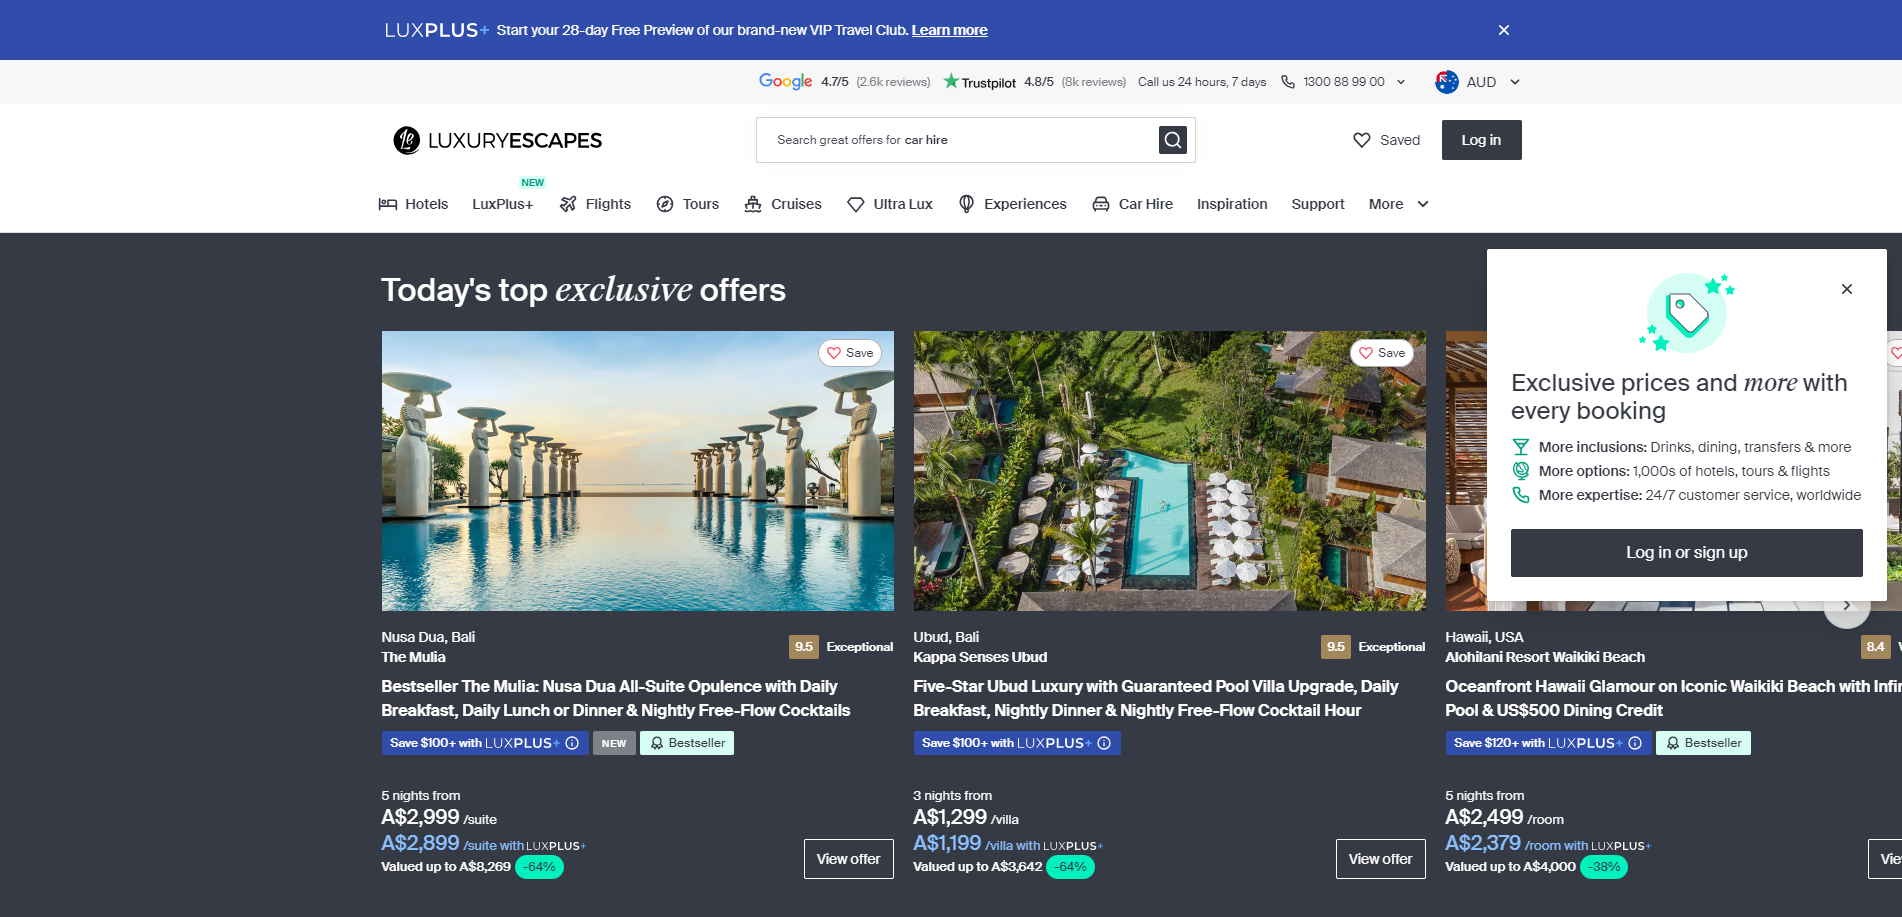 LUXPLUS+ Start your 28-day Free Preview of our brand-new VIP Travel Club. Learn more
Google 4.7/5 (2.6k reviews) Trustpilot 4.8/5 (8k reviews) Call us 24 hours, 7 days 1300 88 99 00 AUD
LUXURYESCAPES
Search great offers for car hire
Saved
Log in
NEW
Hotels LuxPlus+ Flights Tours Cruises Ultra Lux Experiences Car Hire Inspiration Support More
Today's top exclusive offers
Save
Nusa Dua, Bali
The Mulia
9.5 Exceptional
Bestseller The Mulia: Nusa Dua All-Suite Opulence with Daily
Breakfast, Daily Lunch or Dinner & Nightly Free-Flow Cocktails
Save $100+ with LUXPLUS+ NEW Bestseller
5 nights from
A$2,999 /suite
A$2,899 /suite with LUXPLUS+
Valued up to A$8,269 -64%
View offer
Save
Ubud, Bali
Kappa Senses Ubud
9.5 Exceptional
Five-Star Ubud Luxury with Guaranteed Pool Villa Upgrade, Daily
Breakfast, Nightly Dinner & Nightly Free-Flow Cocktail Hour
Save $100+ with LUXPLUS+
3 nights from
A$1,299 /villa
A$1,199 /villa with LUXPLUS+
Valued up to A$3,642 -64%
View offer
Hawaii, USA
Alohilani Resort Waikiki Beach
8.4
Oceanfront Hawaii Glamour on Iconic Waikiki Beach with
Pool & US$500 Dining Credit
Save $120+ with LUXPLUS+ Bestseller
5 nights from
A$2,499 /room
A$2,379 /room with LUXPLUS+
Valued up to A$4,000 -38%
Exclusive prices and more with
every booking
More inclusions: Drinks, dining, transfers & more
More options: 1,000s of hotels, tours & flights
More expertise: 24/7 customer service, worldwide
Log in or sign up